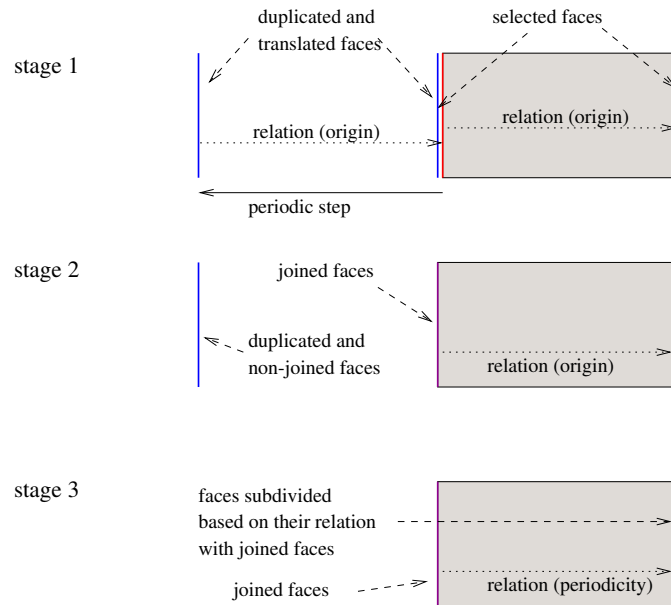 duplicated and
translated faces
selected faces
stage 1
relation (origin)
relation (origin)
periodic step
stage 2
joined faces
duplicated and
non-joined faces
relation (origin)
stage 3
faces subdivided
based on their relation
with joined faces
joined faces
relation (periodicity)